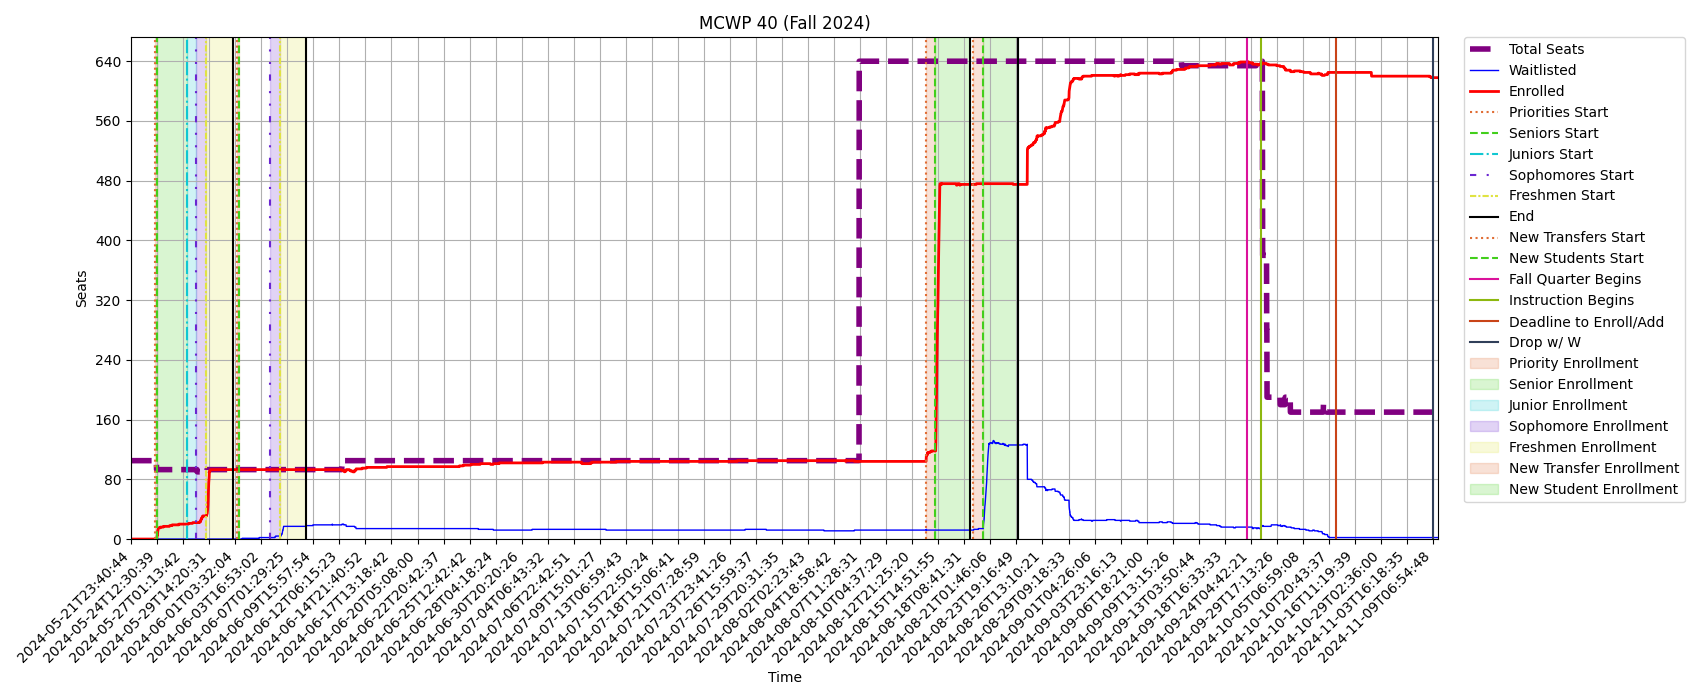 MCWP 40 (Fall 2024)
Seats
640
560
480
400
320
240
160
80
0
2024-05-21T23:40:44
2024-05-24T12:30:39
2024-05-27T01:13:42
2024-05-29T14:20:31
2024-06-01T03:32:04
2024-06-03T16:53:02
2024-06-07T01:29:25
2024-06-09T15:57:54
2024-06-12T06:15:23
2024-06-14T21:40:52
2024-06-17T13:18:42
2024-06-20T05:08:00
2024-06-22T20:42:37
2024-06-25T12:42:42
2024-06-28T04:18:24
2024-06-30T20:20:26
2024-07-04T06:43:32
2024-07-06T22:42:51
2024-07-09T15:01:27
2024-07-13T06:59:43
2024-07-15T22:50:24
2024-07-18T15:06:41
2024-07-21T07:28:59
2024-07-23T23:41:26
2024-07-26T15:59:37
2024-07-29T20:31:35
2024-08-02T02:23:43
2024-08-04T18:58:42
2024-08-07T11:28:31
2024-08-10T04:37:29
2024-08-12T21:25:20
2024-08-15T14:51:55
2024-08-18T08:41:31
2024-08-21T01:46:06
2024-08-23T19:16:49
2024-08-26T13:10:21
2024-08-29T09:18:33
2024-09-01T04:26:06
2024-09-03T23:16:13
2024-09-06T18:21:00
2024-09-09T13:15:26
2024-09-13T03:50:44
2024-09-18T16:33:33
2024-09-24T04:42:21
2024-09-29T17:13:26
2024-10-05T06:59:08
2024-10-10T20:43:37
2024-10-16T11:19:39
2024-10-29T02:36:00
2024-11-03T16:18:35
2024-11-09T06:54:48
Time
Total Seats
Waitlisted
Enrolled
Priorities Start
Seniors Start
Juniors Start
Sophomores Start
Freshmen Start
End
New Transfers Start
New Students Start
Fall Quarter Begins
Instruction Begins
Deadline to Enroll/Add
Drop w/ W
Priority Enrollment
Senior Enrollment
Junior Enrollment
Sophomore Enrollment
Freshmen Enrollment
New Transfer Enrollment
New Student Enrollment